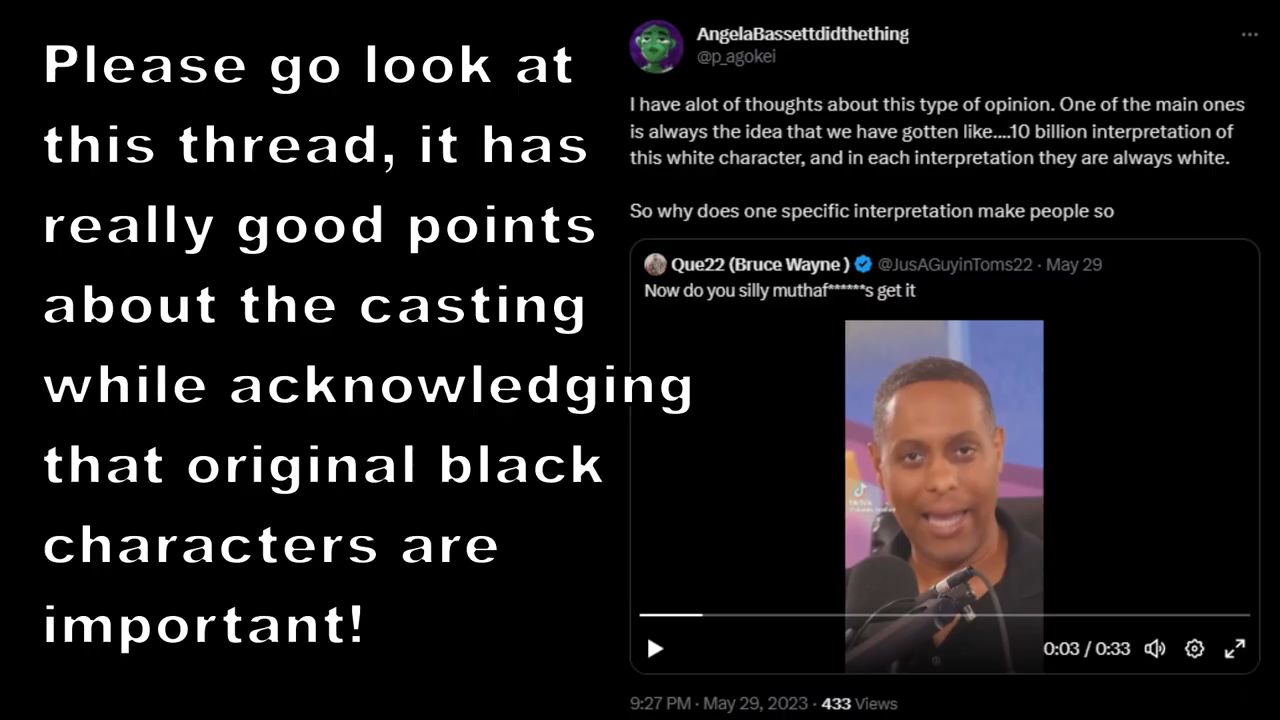 Please go look at
this thread, it has
really good points
about the casting
while acknowledging
that original black
characters are
important!
AngelaBassettdidthething
@p_agokei
I have alot of thoughts about this type of opinion. One of the main ones
is always the idea that we have gotten like....10 billion interpretation of
this white character, and in each interpretation they are always white.
So why does one specific interpretation make people so
Que22 (Bruce Wayne ) @JusAGuyinToms22 · May 29
Now do you silly muthaf******s get it
TikTok
0:03 / 0:33
9:27 PM · May 29, 2023 · 433 Views